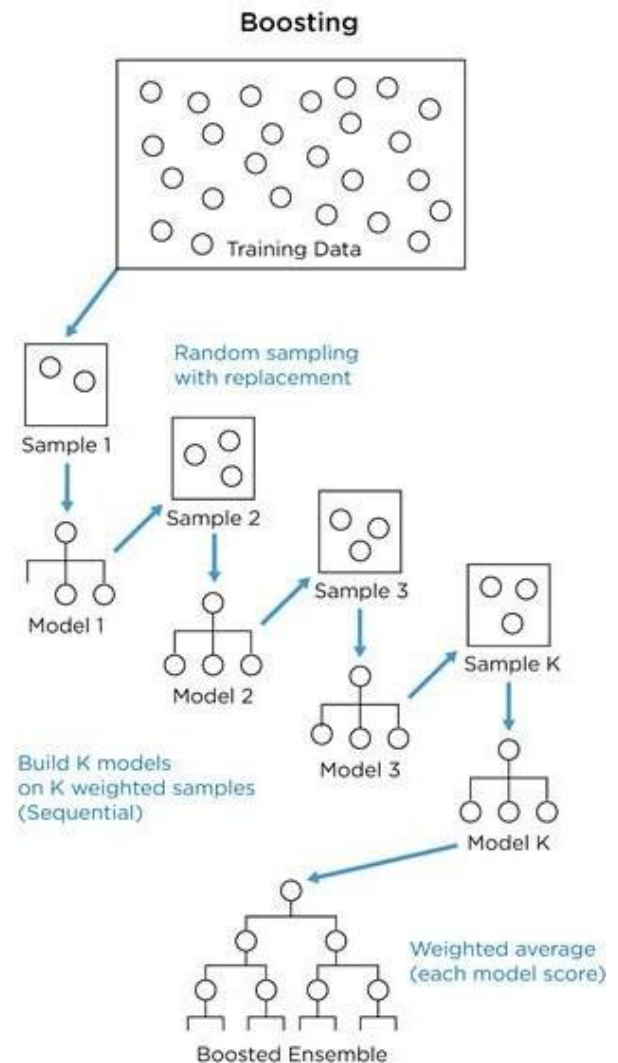 Boosting
Training Data
Random sampling
with replacement
Sample 1
Sample 2
Sample 3
Sample K
Model 1
Model 2
Model 3
Model K
Build K models
on K weighted samples
(Sequential)
Weighted average
(each model score)
Boosted Ensemble